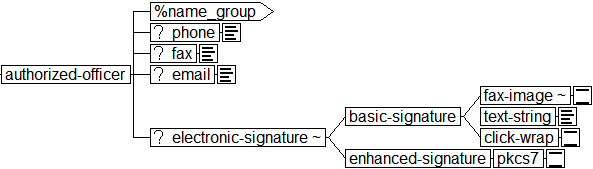 %name_group
? phone
? fax
authorized-officer
? email
fax-image ~
basic-signature
text-string
? electronic-signature ~
click-wrap
enhanced-signature
pkcs7